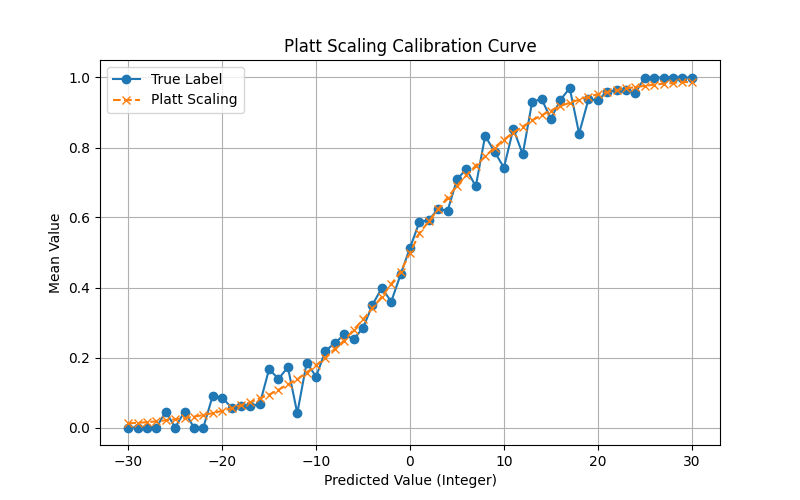 Platt Scaling Calibration Curve
True Label
Platt Scaling
Mean Value
1.0
0.8
0.6
0.4
0.2
0.0
−30 −20 −10 0 10 20 30
Predicted Value (Integer)